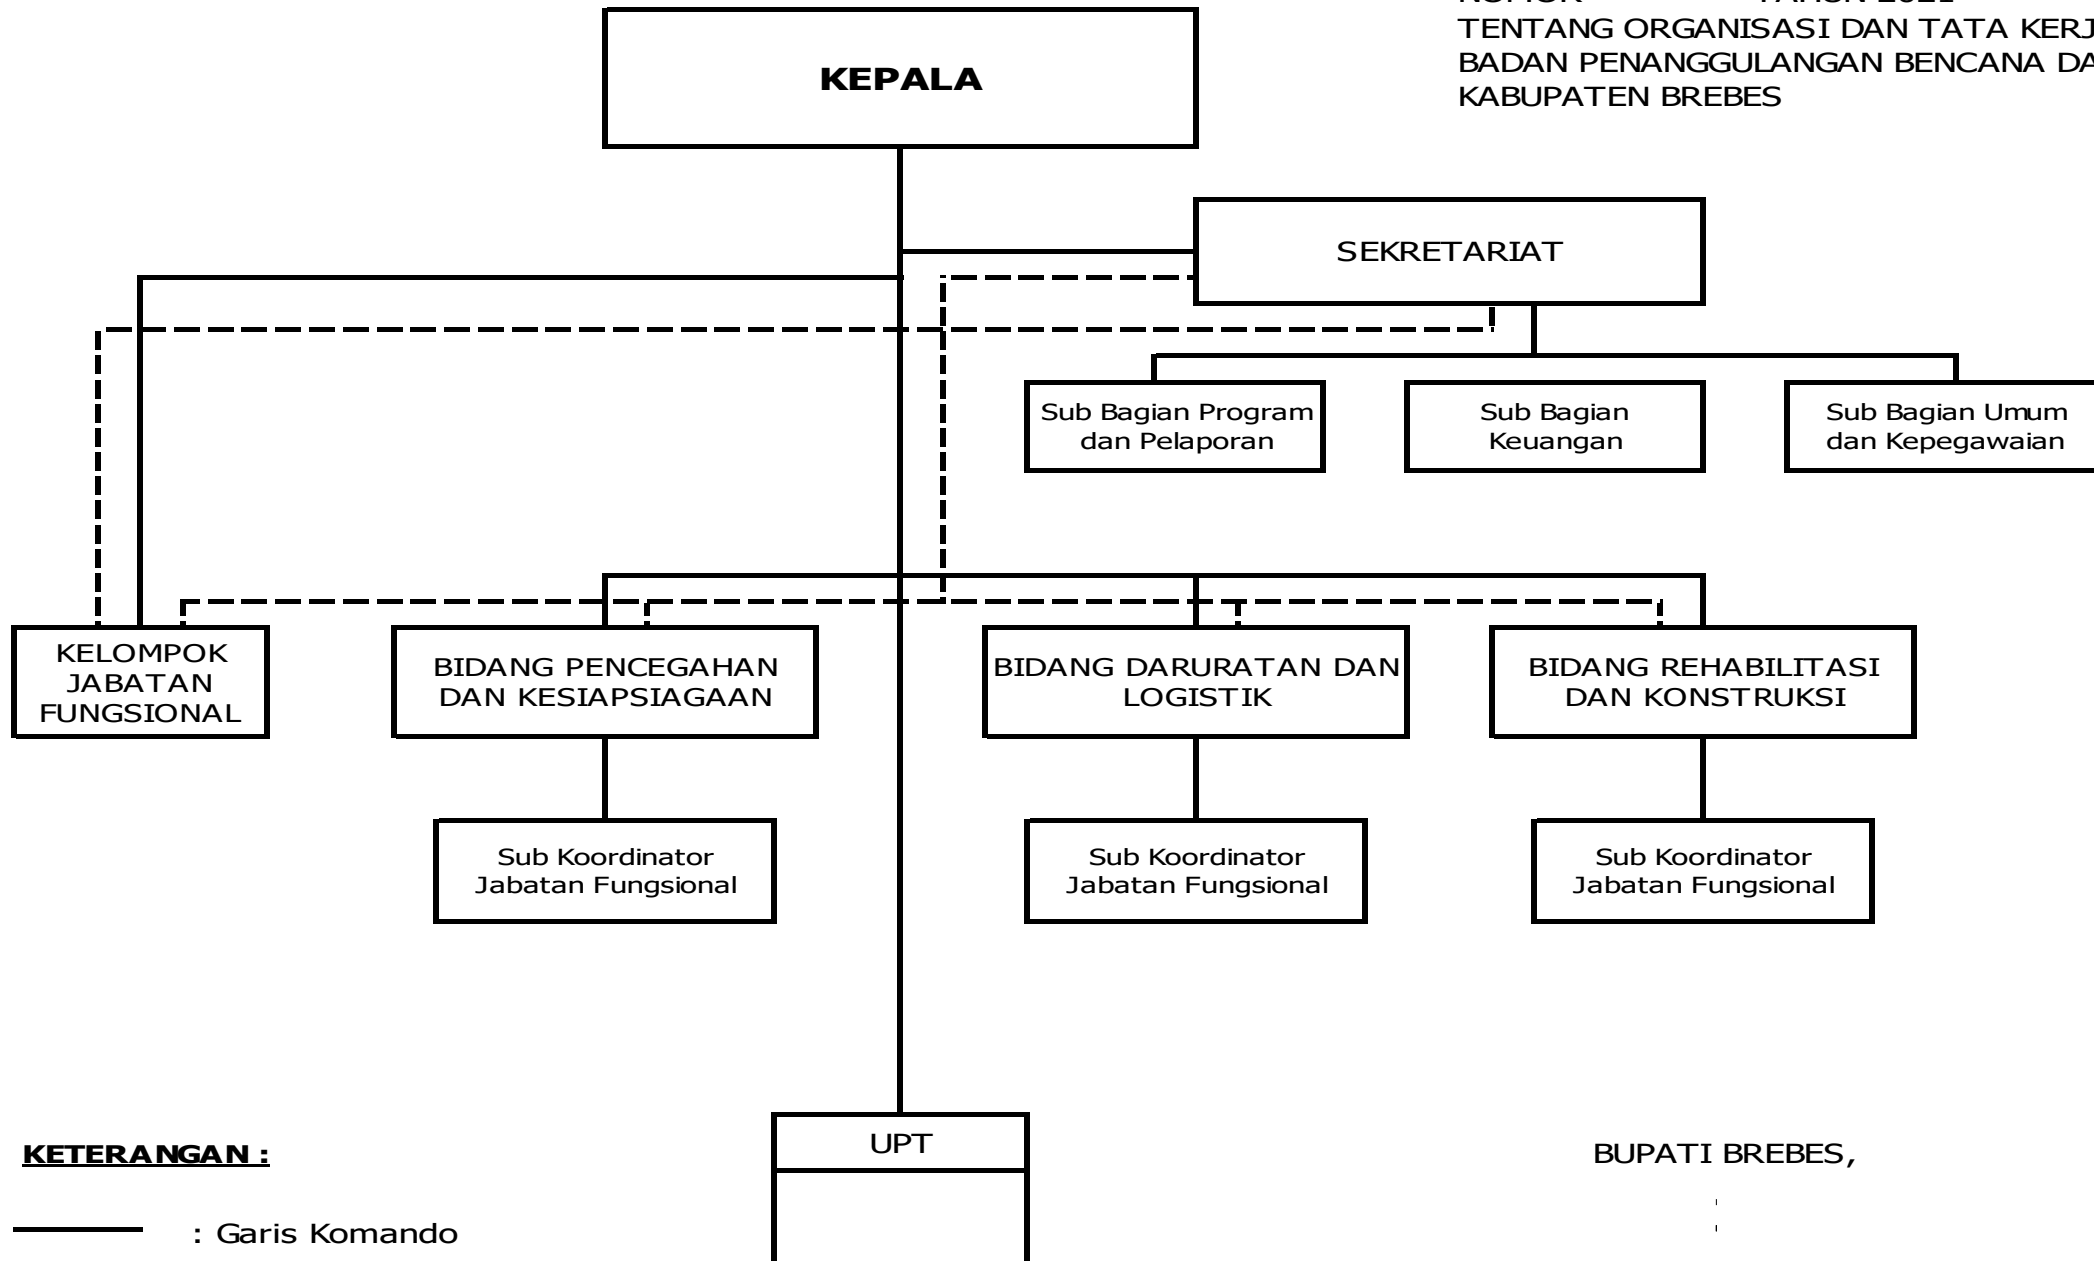 TENTANG ORGANISASI DAN TATA KERJ
BADAN PENANGGULANGAN BENCANA DA
KABUPATEN BREBES
KEPALA
SEKRETARIAT
Sub Bagian Program
dan Pelaporan
Sub Bagian
Keuangan
Sub Bagian Umum
dan Kepegawaian
KELOMPOK
JABATAN
FUNGSIONAL
BIDANG PENCEGAHAN
DAN KESIAPSIAGAAN
BIDANG DARURATAN DAN
LOGISTIK
BIDANG REHABILITASI
DAN KONSTRUKSI
Sub Koordinator
Jabatan Fungsional
Sub Koordinator
Jabatan Fungsional
Sub Koordinator
Jabatan Fungsional
UPT
KETERANGAN :
: Garis Komando
BUPATI BREBES,